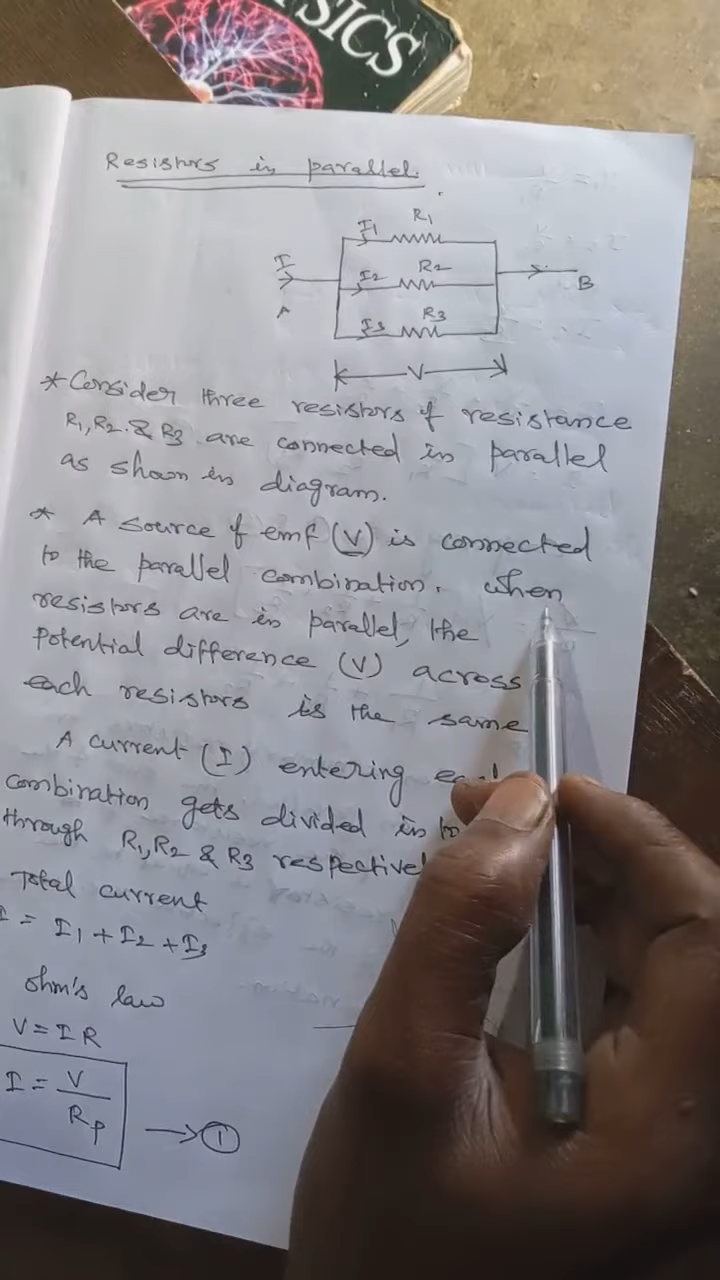 SICS
Resistors in parallel.
R1
I1
I
R2
I2
B
A
R3
I3
V
* Consider three resistors of resistance
R1, R2 & R3 are connected in parallel
as shown in diagram.
* A source of emf (V) is connected
to the parallel combination. when
resistors are in parallel, the
Potential difference (V) across
each resistors is the same
A current (I) entering
combination gets divided in to
through R1, R2 & R3
Total current
I = I1 + I2 + I3
ohm's law
V = I R
I = V/Rp → ①